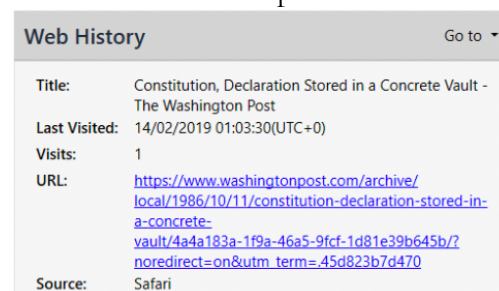 Web History Go to
Title: Constitution, Declaration Stored in a Concrete Vault -
The Washington Post
Last Visited: 14/02/2019 01:03:30(UTC+0)
Visits: 1
URL: https://www.washingtonpost.com/archive/
local/1986/10/11/constitution-declaration-stored-in-
a-concrete-
vault/4a4a183a-1f9a-46a5-9fcf-1d81e39b645b/?
noredirect=on&utm_term=.45d823b7d470
Source: Safari